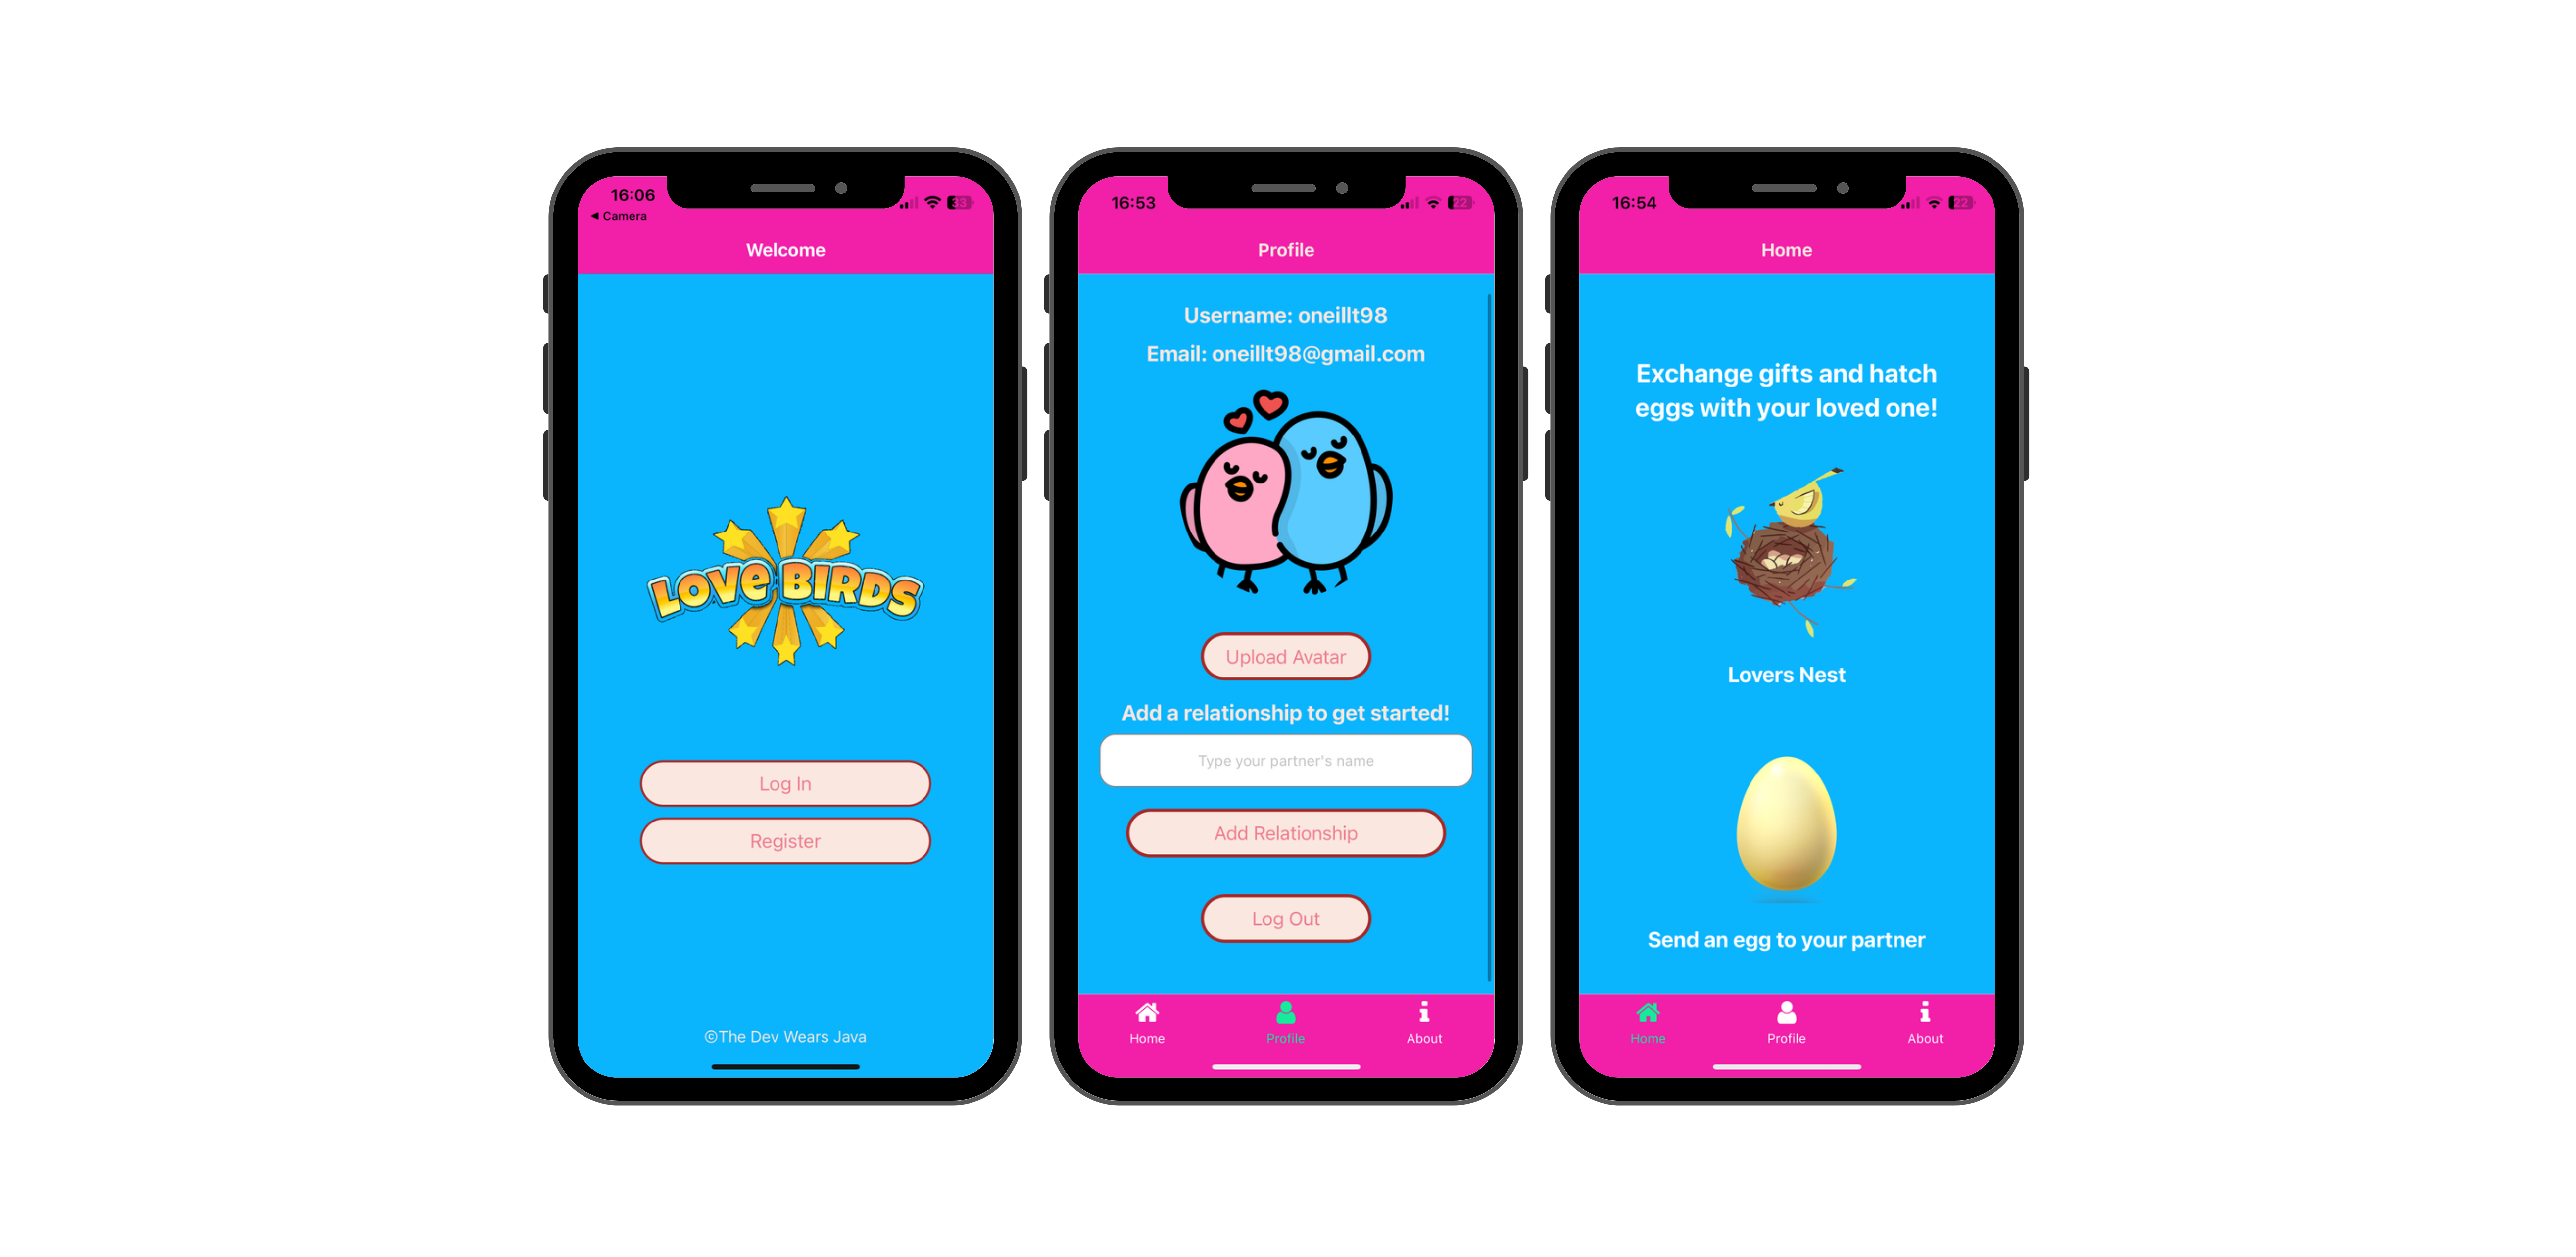 16:06
◀ Camera
33
Welcome
LOVE BIRDS
Log In
Register
©The Dev Wears Java
16:53
22
Profile
Username: oneillt98
Email: oneillt98@gmail.com
Upload Avatar
Add a relationship to get started!
Type your partner's name
Add Relationship
Log Out
Home
Profile
About
16:54
22
Home
Exchange gifts and hatch
eggs with your loved one!
Lovers Nest
Send an egg to your partner
Home
Profile
About